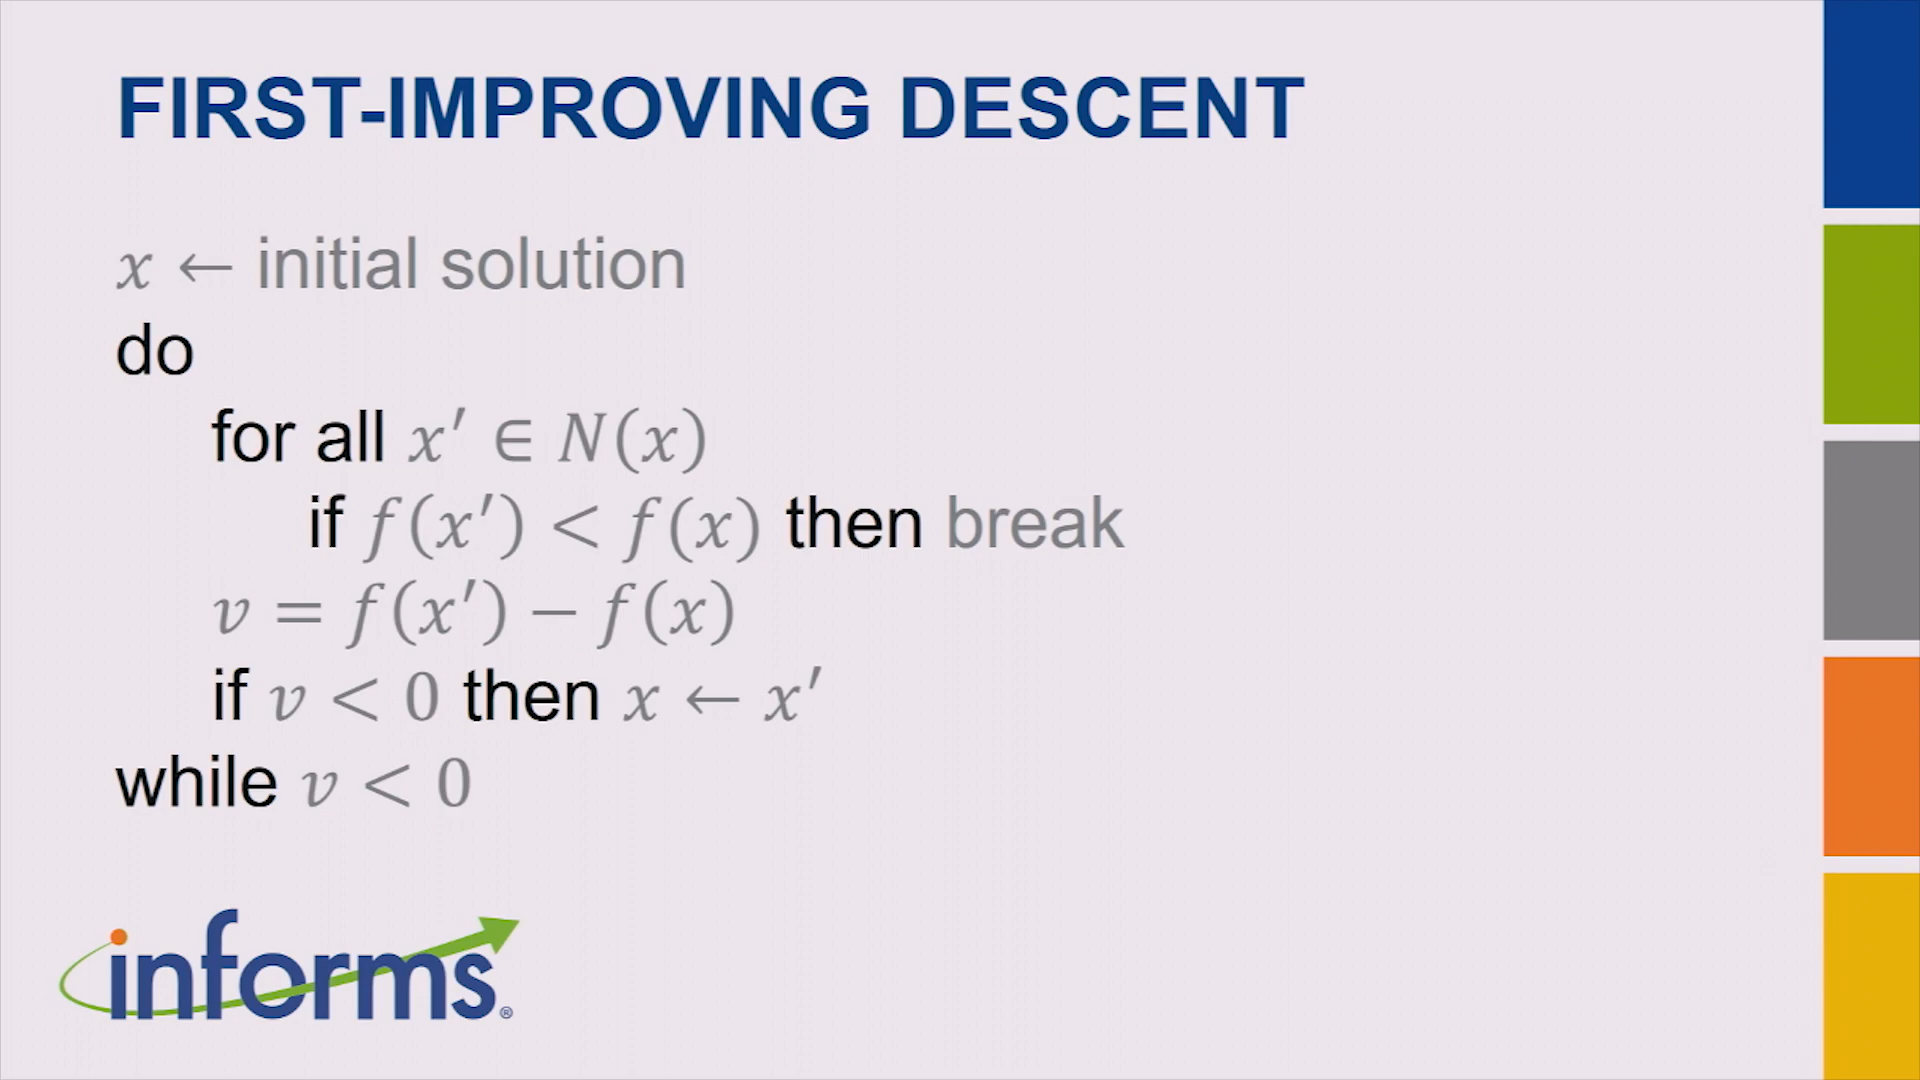 FIRST-IMPROVING DESCENT
x ← initial solution
do
for all x′ ∈ N(x)
if f(x′) < f(x) then break
v = f(x′) − f(x)
if v < 0 then x ← x′
while v < 0
informs®